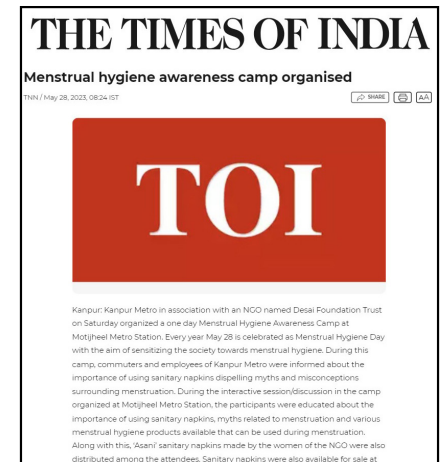 THE TIMES OF INDIA
Menstrual hygiene awareness camp organised
TNN / May 28, 2023, 08:24 IST
SHARE
AA
TOI
Kanpur: Kanpur Metro in association with an NGO named Desai Foundation Trust
on Saturday organized a one day Menstrual Hygiene Awareness Camp at
Motijheel Metro Station. Every year May 28 is celebrated as Menstrual Hygiene Day
with the aim of sensitizing the society towards menstrual hygiene. During this
camp, commuters and employees of Kanpur Metro were informed about the
importance of using sanitary napkins dispelling myths and misconceptions
surrounding menstruation. During the interactive session/discussion in the camp
organized at Motijheel Metro Station, the participants were educated about the
importance of using sanitary napkins, myths related to menstruation and various
menstrual hygiene products available that can be used during menstruation.
Along with this, 'Asani' sanitary napkins made by the women of the NGO were also
distributed among the attendees. Sanitary napkins were also available for sale at